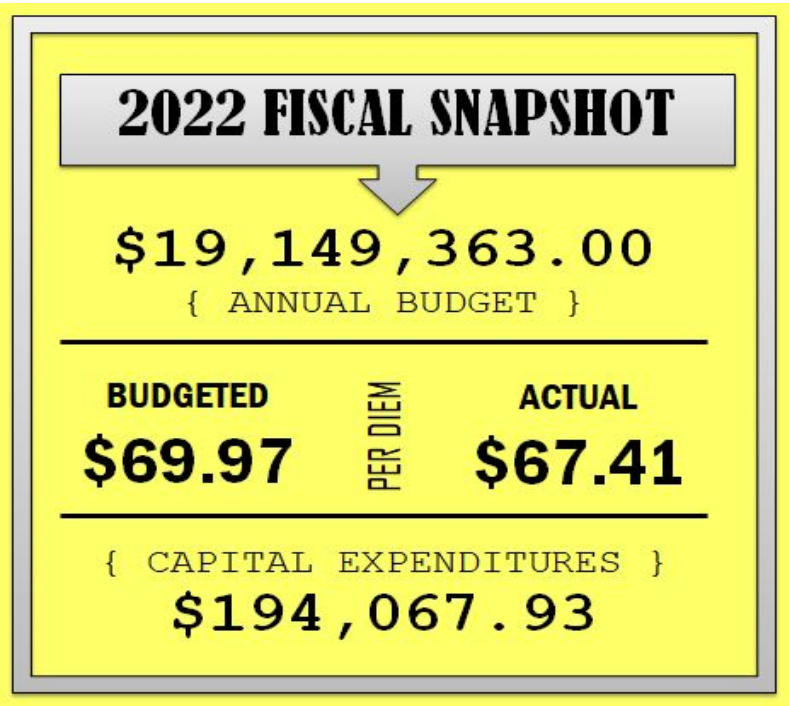 2022 FISCAL SNAPSHOT
$19,149,363.00
{ ANNUAL BUDGET }
BUDGETED
$69.97
PER DIEM
ACTUAL
$67.41
{ CAPITAL EXPENDITURES }
$194,067.93